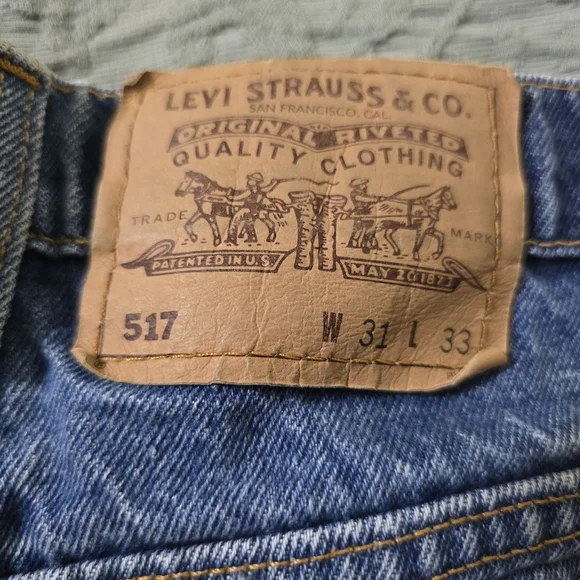 LEVI STRAUSS & CO.
SAN FRANCISCO, CAL.
ORIGINAL RIVETED
QUALITY CLOTHING
TRADE MARK
PATENTED IN U.S. MAY 20 1873
517 W 31 L 33